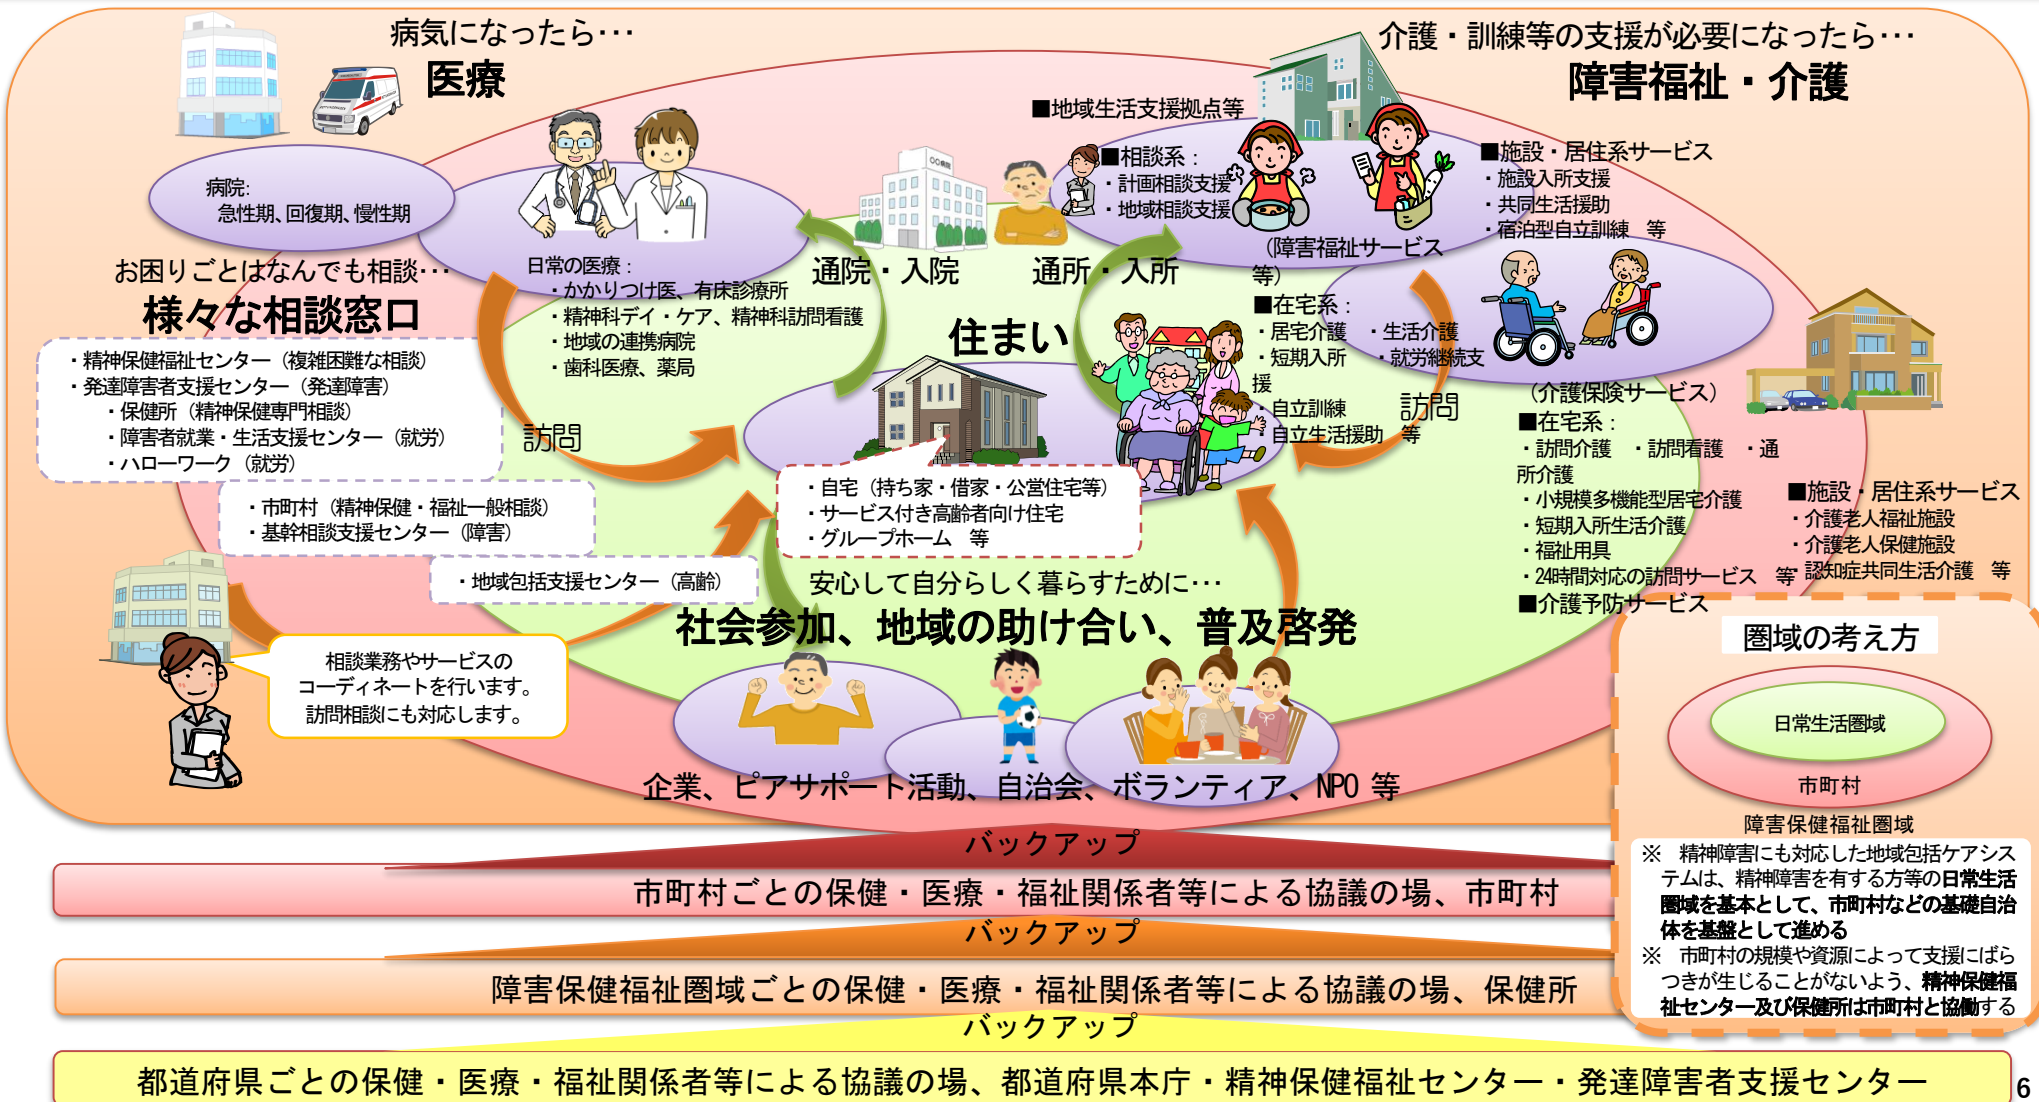 病気になったら…
医療
介護・訓練等の支援が必要になったら…
障害福祉・介護
病院:
急性期、回復期、慢性期
日常の医療：
・かかりつけ医、有床診療所
・精神科デイ・ケア、精神科訪問看護
・地域の連携病院
・歯科医療、薬局
○○病院
通院・入院
通所・入所
■地域生活支援拠点等
■相談系：
・計画相談支援
・地域相談支援
■施設・居住系サービス
・施設入所支援
・共同生活援助
・宿泊型自立訓練　等
（障害福祉サービス
等）
■在宅系：
・居宅介護　・生活介護
・短期入所　・就労継続支
援
・自立訓練
・自立生活援助　等
訪問
（介護保険サービス）
■在宅系：
・訪問介護　・訪問看護　・通
所介護
・小規模多機能型居宅介護
・短期入所生活介護
・福祉用具
・24時間対応の訪問サービス　等
■介護予防サービス
■施設・居住系サービス
・介護老人福祉施設
・介護老人保健施設
・認知症共同生活介護　等
お困りごとはなんでも相談…
様々な相談窓口
・精神保健福祉センター（複雑困難な相談）
・発達障害者支援センター（発達障害）
・保健所（精神保健専門相談）
・障害者就業・生活支援センター（就労）
・ハローワーク（就労）
・市町村（精神保健・福祉一般相談）
・基幹相談支援センター（障害）
・地域包括支援センター（高齢）
訪問
住まい
・自宅（持ち家・借家・公営住宅等）
・サービス付き高齢者向け住宅
・グループホーム　等
相談業務やサービスの
コーディネートを行います。
訪問相談にも対応します。
安心して自分らしく暮らすために…
社会参加、地域の助け合い、普及啓発
企業、ピアサポート活動、自治会、ボランティア、NPO 等
圏域の考え方
日常生活圏域
市町村
障害保健福祉圏域
※　精神障害にも対応した地域包括ケアシス
テムは、精神障害を有する方等の日常生活
圏域を基本として、市町村などの基礎自治
体を基盤として進める
※　市町村の規模や資源によって支援にばら
つきが生じることがないよう、精神保健福
祉センター及び保健所は市町村と協働する
バックアップ
市町村ごとの保健・医療・福祉関係者等による協議の場、市町村
バックアップ
障害保健福祉圏域ごとの保健・医療・福祉関係者等による協議の場、保健所
バックアップ
都道府県ごとの保健・医療・福祉関係者等による協議の場、都道府県本庁・精神保健福祉センター・発達障害者支援センター
6